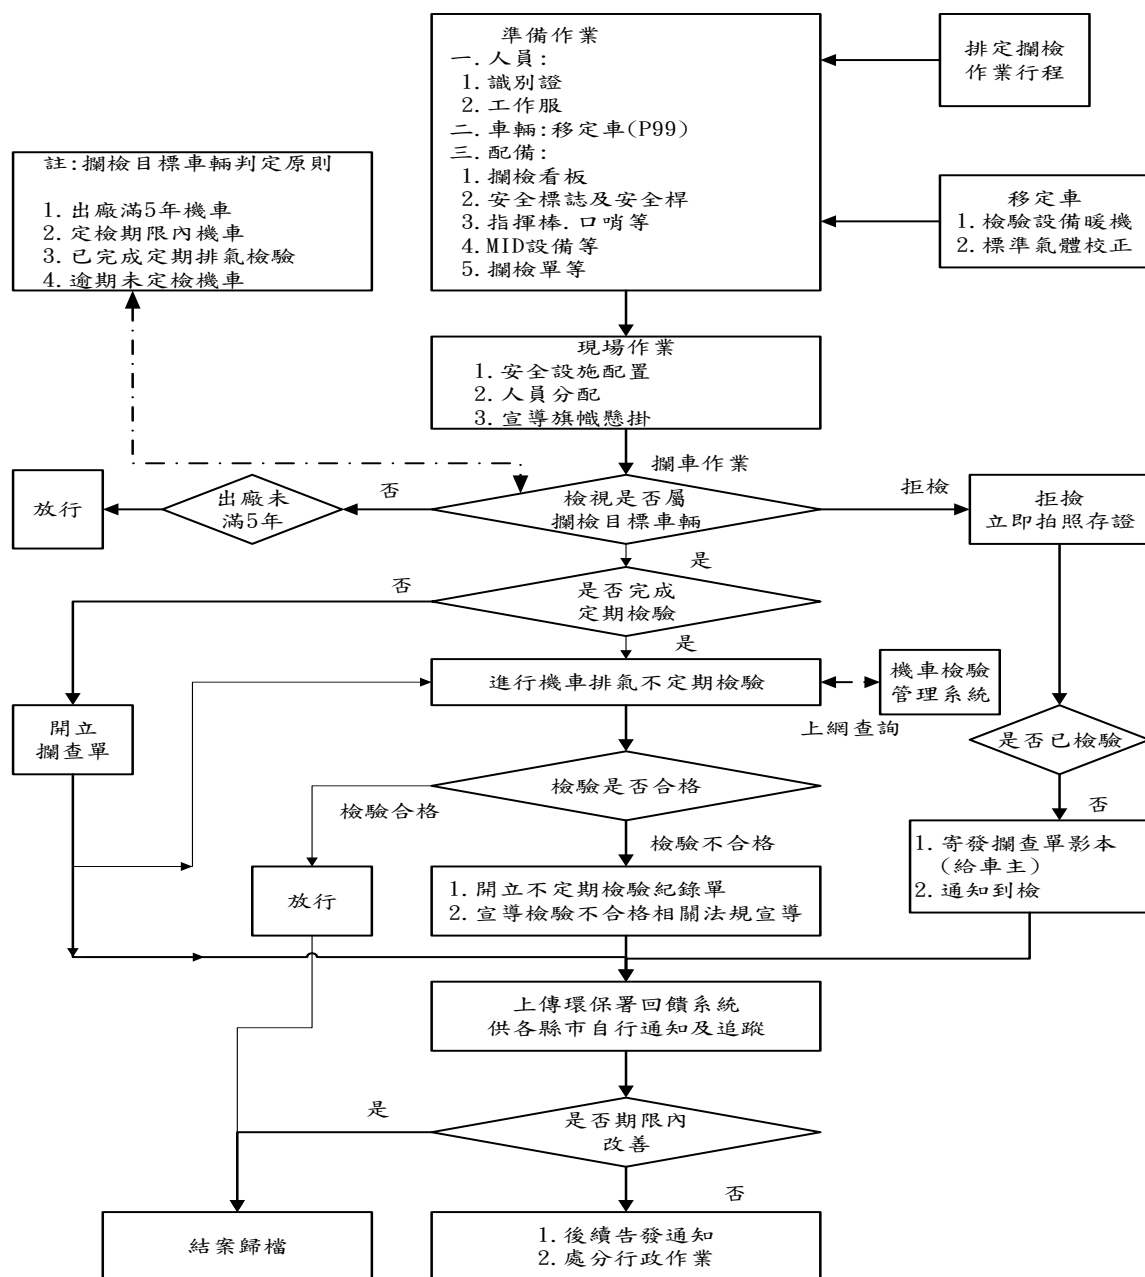 準備作業
一.人員:
1.識別證
2.工作服
二.車輛:移定車(P99)
三.配備:
1.攔檢看板
2.安全標誌及安全桿
3.指揮棒.口哨等
4.MID設備等
5.攔檢單等
排定攔檢
作業行程
移定車
1.檢驗設備暖機
2.標準氣體校正
註:攔檢目標車輛判定原則
1.出廠滿5年機車
2.定檢期限內機車
3.已完成定期排氣檢驗
4.逾期未定檢機車
現場作業
1.安全設施配置
2.人員分配
3.宣導旗幟懸掛
攔車作業
放行
出廠未
滿5年
否
檢視是否屬
攔檢目標車輛
拒檢
拒撿
立即拍照存證
是
否
是否完成
定期檢驗
是
進行機車排氣不定期檢驗
機車檢驗
管理系統
上網查詢
開立
攔查單
是否已檢驗
檢驗是否合格
檢驗合格
否
檢驗不合格
放行
1.開立不定期檢驗紀錄單
2.宣導檢驗不合格相關法規宣導
1.寄發攔查單影本
(給車主)
2.通知到檢
上傳環保署回饋系統
供各縣市自行通知及追蹤
是
是否期限內
改善
否
結案歸檔
1.後續告發通知
2.處分行政作業